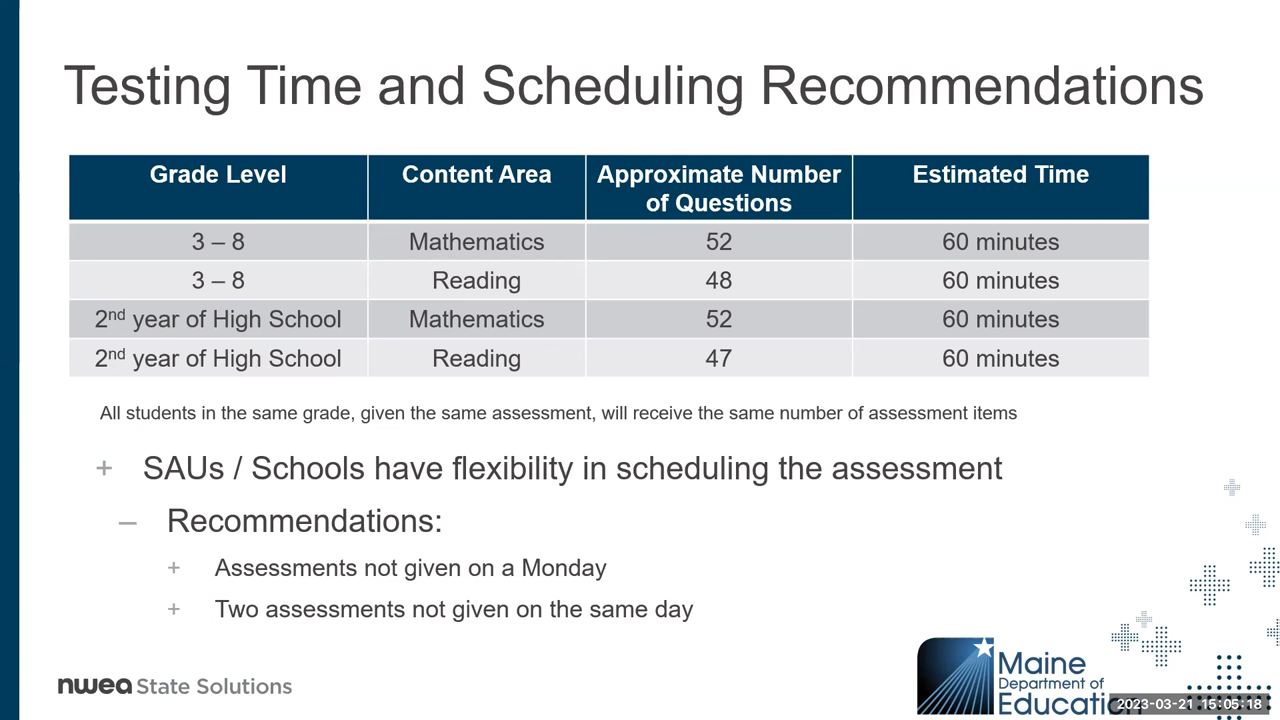 Testing Time and Scheduling Recommendations
Grade Level Content Area Approximate Number of Questions Estimated Time
3 – 8 Mathematics 52 60 minutes
3 – 8 Reading 48 60 minutes
2nd year of High School Mathematics 52 60 minutes
2nd year of High School Reading 47 60 minutes
All students in the same grade, given the same assessment, will receive the same number of assessment items
+ SAUs / Schools have flexibility in scheduling the assessment
– Recommendations:
+ Assessments not given on a Monday
+ Two assessments not given on the same day
nwea State Solutions
Maine
Department of
Education
2023-03-21 15:05:18